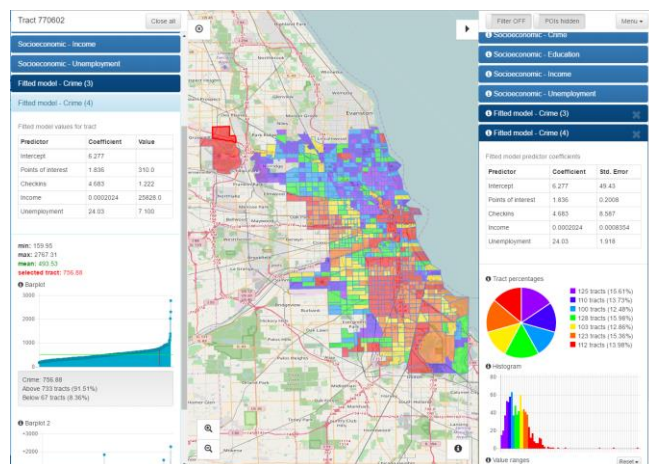 Tract 770602
Close all
Socioeconomic - Income
Socioeconomic - Unemployment
Fitted model - Crime (3)
Fitted model - Crime (4)
Fitted model values for tract
Predictor Coefficient Value
Intercept 6.277
Points of interest 1.836 310.0
Checkins 4.683 1.222
Income 0.0002024 25828.0
Unemployment 24.03 7.100
min: 109.95
max: 2767.31
mean: 493.53
selected tract: 756.88
Barplot
3000
2000
1000
0
Crime: 756.88
Above 733 tracts (91.51%)
Below 67 tracts (8.36%)
Barplot 2
+3000
+2000
Highland Park
Northbrook
Evanston
Filter OFF
POIs hidden
Menu
Socioeconomic - Crime
Socioeconomic - Education
Socioeconomic - Income
Socioeconomic - Unemployment
Fitted model - Crime (3)
Fitted model - Crime (4)
Fitted model predictor coefficients
Predictor Coefficient Std. Error
Intercept 6.277 49.43
Points of interest 1.836 0.2008
Checkins 4.683 8.587
Income 0.0002024 0.0008354
Unemployment 24.03 1.918
Tract percentages
125 tracts (15.61%)
110 tracts (13.73%)
100 tracts (12.48%)
128 tracts (15.98%)
103 tracts (12.86%)
123 tracts (15.36%)
112 tracts (13.98%)
Histogram
80
60
40
20
0
Value ranges
Reset